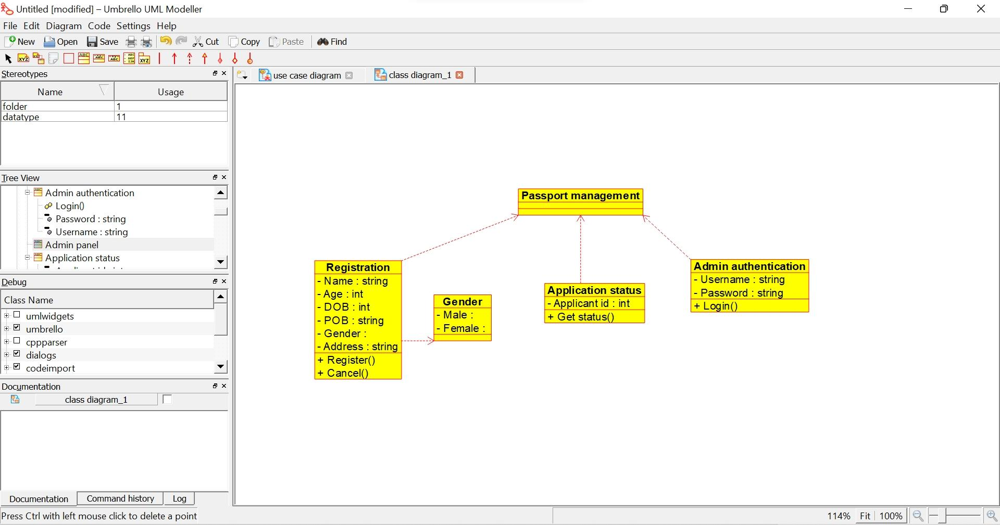 Untitled [modified] – Umbrello UML Modeller
File Edit Diagram Code Settings Help
New Open Save Cut Copy Paste Find
Stereotypes
Name Usage
folder 1
datatype 11
Tree View
Admin authentication
Login()
Password : string
Username : string
Admin panel
Application status
Debug
Class Name
umlwidgets
umbrello
cppparser
dialogs
codeimport
Documentation
class diagram_1
Documentation Command history Log
Press Ctrl with left mouse click to delete a point
use case diagram class diagram_1
Passport management
Registration
- Name : string
- Age : int
- DOB : int
- POB : string
- Gender :
- Address : string
+ Register()
+ Cancel()
Gender
- Male :
- Female :
Application status
- Applicant id : int
+ Get status()
Admin authentication
- Username : string
- Password : string
+ Login()
114% Fit 100%